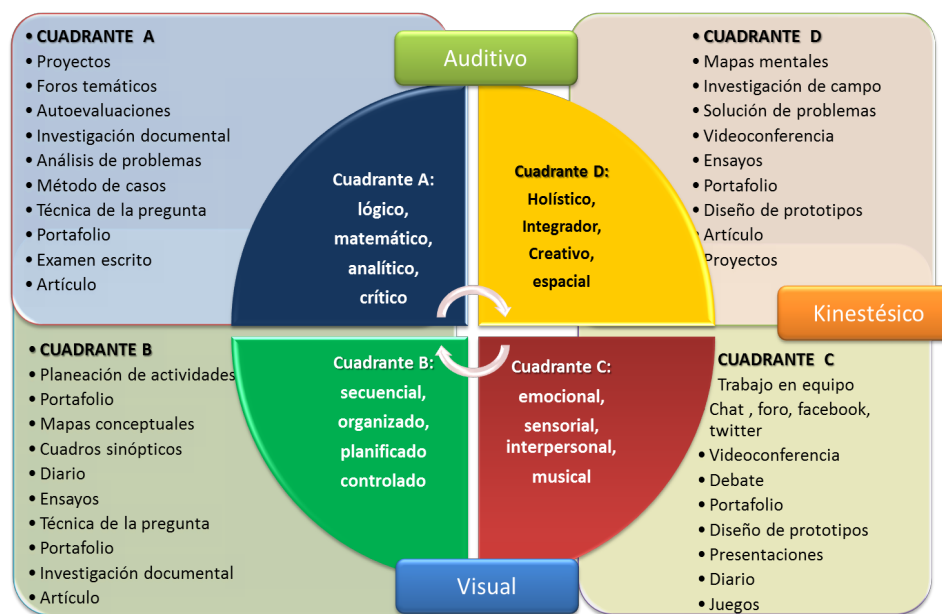 • CUADRANTE A
• Proyectos
• Foros temáticos
• Autoevaluaciones
• Investigación documental
• Análisis de problemas
• Método de casos
• Técnica de la pregunta
• Portafolio
• Examen escrito
• Artículo
Auditivo
• CUADRANTE D
• Mapas mentales
• Investigación de campo
• Solución de problemas
• Videoconferencia
• Ensayos
• Portafolio
• Diseño de prototipos
• Artículo
Proyectos
Cuadrante A:
lógico,
matemático,
analítico,
crítico
Cuadrante D:
Holístico,
Integrador,
Creativo,
espacial
Kinestésico
• CUADRANTE B
• Planeación de actividades
• Portafolio
• Mapas conceptuales
• Cuadros sinópticos
• Diario
• Ensayos
• Técnica de la pregunta
• Portafolio
• Investigación documental
• Artículo
Cuadrante B:
secuencial,
organizado,
planificado
controlado
Cuadrante C:
emocional,
sensorial,
interpersonal,
musical
CUADRANTE C
Trabajo en equipo
Chat , foro, facebook,
twitter
• Videoconferencia
• Debate
• Portafolio
• Diseño de prototipos
• Presentaciones
• Diario
• Juegos
Visual